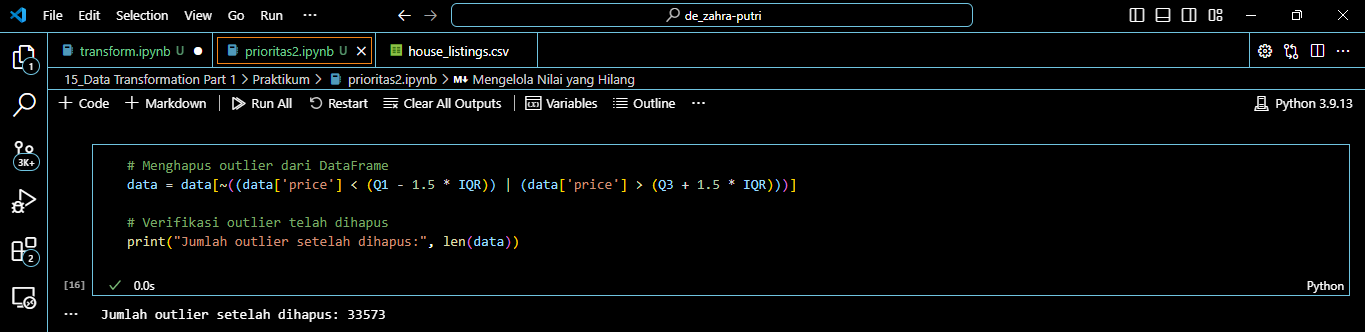 File Edit Selection View Go Run ··· ← → de_zahra-putri
transform.ipynb U ● prioritas2.ipynb U × house_listings.csv ···
15_Data Transformation Part 1 > Praktikum > prioritas2.ipynb > M↓ Mengelola Nilai yang Hilang
+ Code + Markdown Run All Restart Clear All Outputs Variables Outline ··· Python 3.9.13
# Menghapus outlier dari DataFrame
data = data[~((data['price'] < (Q1 - 1.5 * IQR)) | (data['price'] > (Q3 + 1.5 * IQR)))]
# Verifikasi outlier telah dihapus
print("Jumlah outlier setelah dihapus:", len(data))
[16] ✓ 0.0s Python
··· Jumlah outlier setelah dihapus: 33573
1
3K+
2